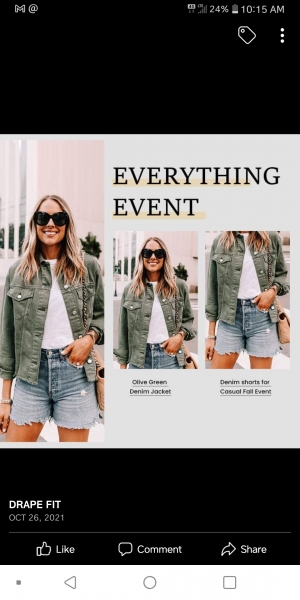 24% 10:15 AM
EVERYTHING
EVENT
Olive Green
Denim Jacket
Denim shorts for
Casual Fall Event
DRAPE FIT
OCT 26, 2021
Like Comment Share